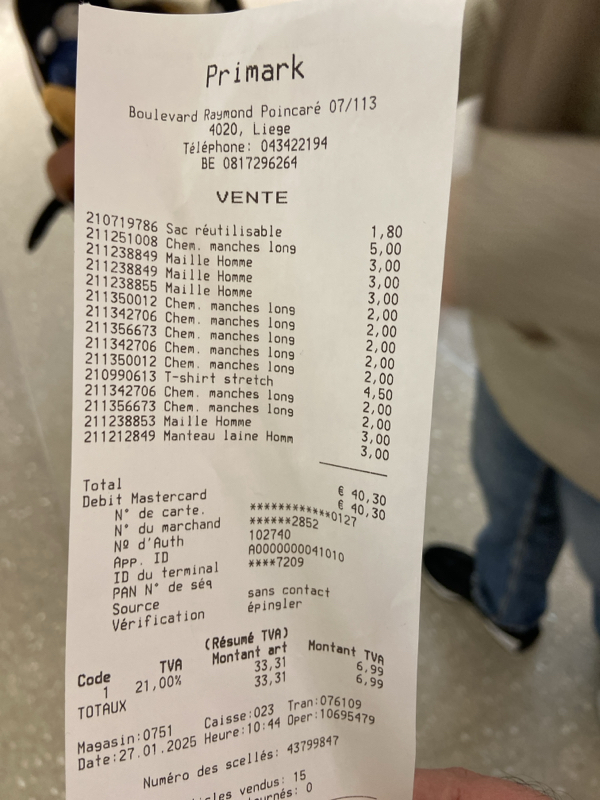 Primark
Boulevard Raymond Poincaré 07/113
4020, Liege
Téléphone: 043422194
BE 0817296264
VENTE
210719786 Sac réutilisable 1,80
211251008 Chem. manches long 5,00
211238849 Maille Homme 3,00
211238849 Maille Homme 3,00
211238855 Maille Homme 3,00
211350012 Chem. manches long 2,00
211342706 Chem. manches long 2,00
211356673 Chem. manches long 2,00
211342706 Chem. manches long 2,00
211350012 Chem. manches long 2,00
210990613 T-shirt stretch 4,50
211342706 Chem. manches long 2,00
211356673 Chem. manches long 2,00
211238853 Maille Homme 3,00
211212849 Manteau laine Homm 3,00
Total € 40,30
Debit Mastercard € 40,30
N° de carte. ************0127
N° du marchand ******2852
Nº d'Auth 102740
App. ID A0000000041010
ID du terminal ****7209
PAN N° de séq
Source sans contact
Vérification épingler
(Résumé TVA)
Code TVA Montant art Montant TVA
1 21,00% 33,31 6,99
TOTAUX 33,31 6,99
Magasin:0751 Caisse:023 Tran:076109
Date:27.01.2025 Heure:10:44 Oper:10695479
Numéro des scellés: 43799847
vendus: 15
0